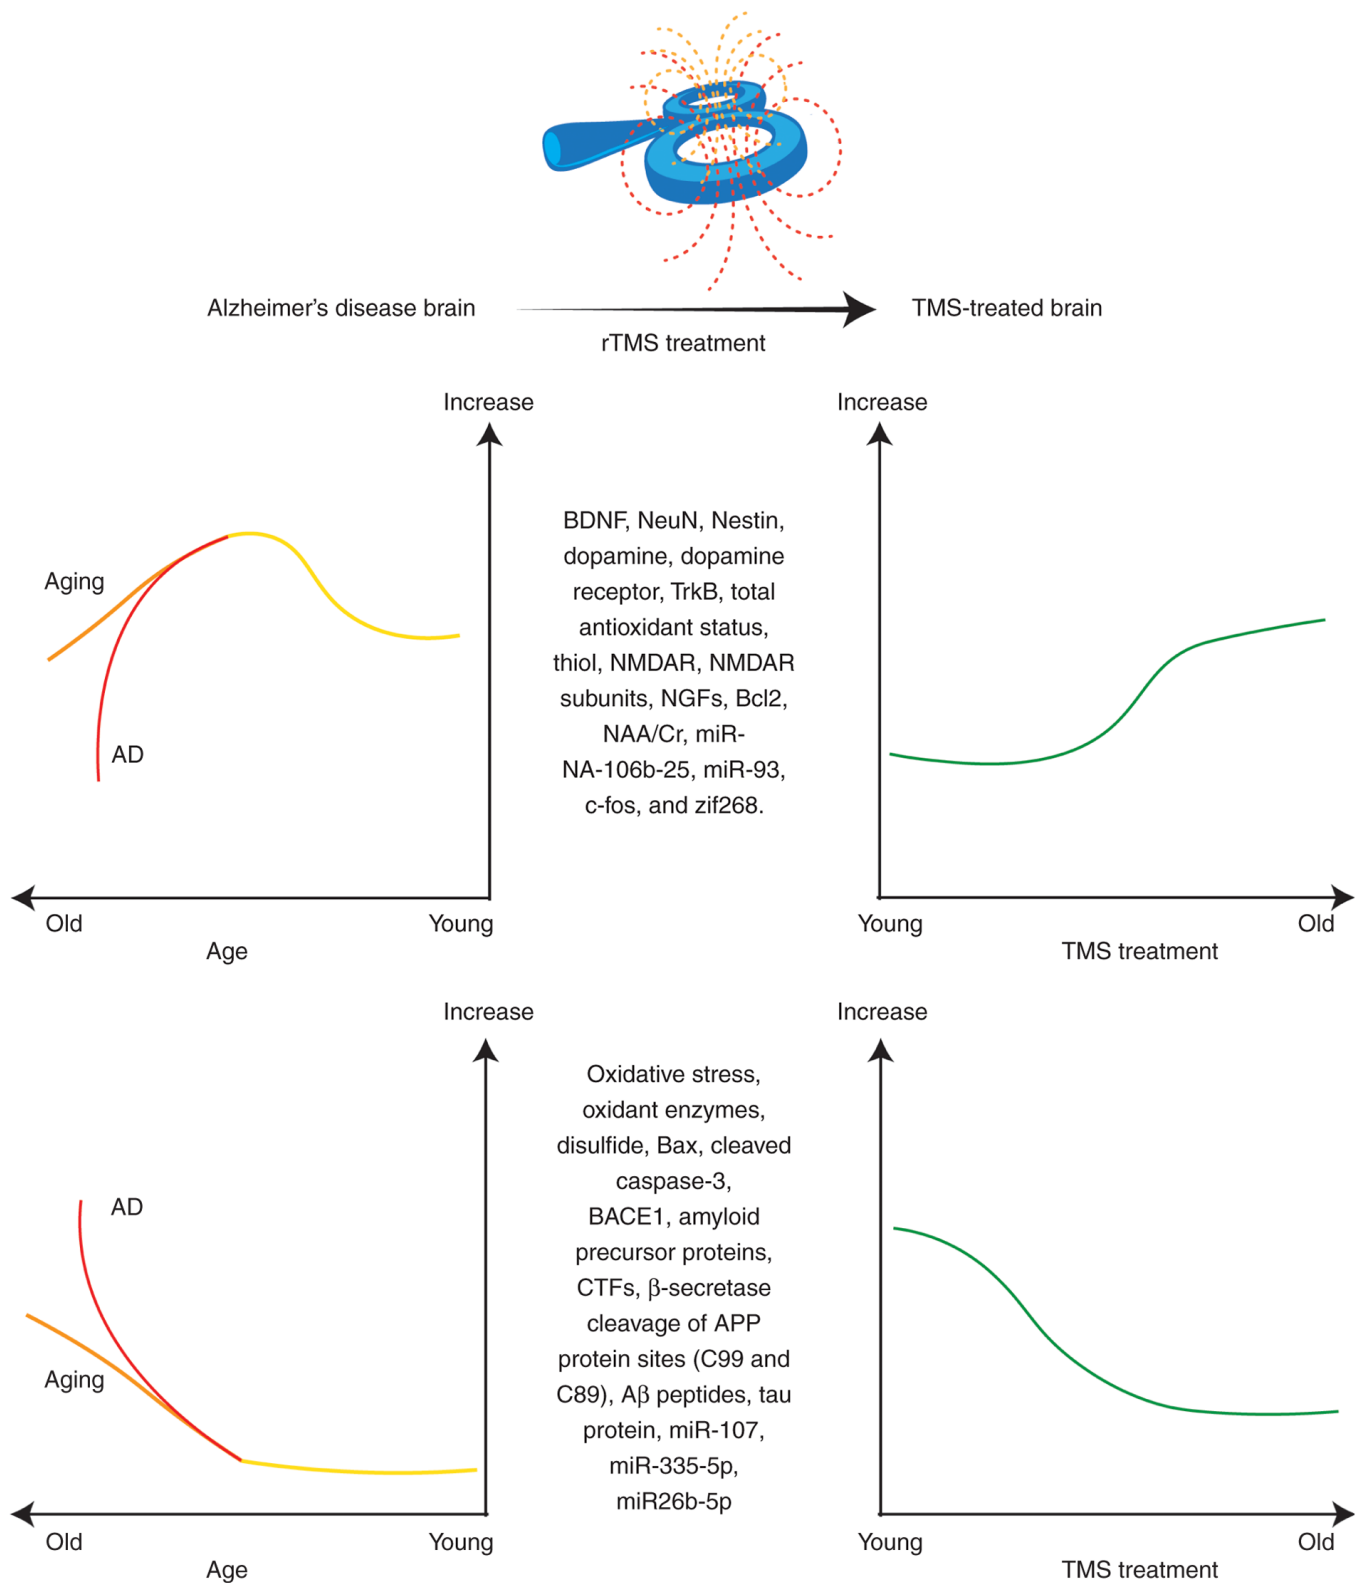 Alzheimer’s disease brain
rTMS treatment
TMS-treated brain
Increase
Increase
Aging
AD
BDNF, NeuN, Nestin,
dopamine, dopamine
receptor, TrkB, total
antioxidant status,
thiol, NMDAR, NMDAR
subunits, NGFs, Bcl2,
NAA/Cr, miR-
NA-106b-25, miR-93,
c-fos, and zif268.
Old
Young
Age
Young
Old
TMS treatment
Increase
Increase
AD
Aging
Oxidative stress,
oxidant enzymes,
disulfide, Bax, cleaved
caspase-3,
BACE1, amyloid
precursor proteins,
CTFs, β-secretase
cleavage of APP
protein sites (C99 and
C89), Aβ peptides, tau
protein, miR-107,
miR-335-5p,
miR26b-5p
Old
Young
Age
Young
Old
TMS treatment